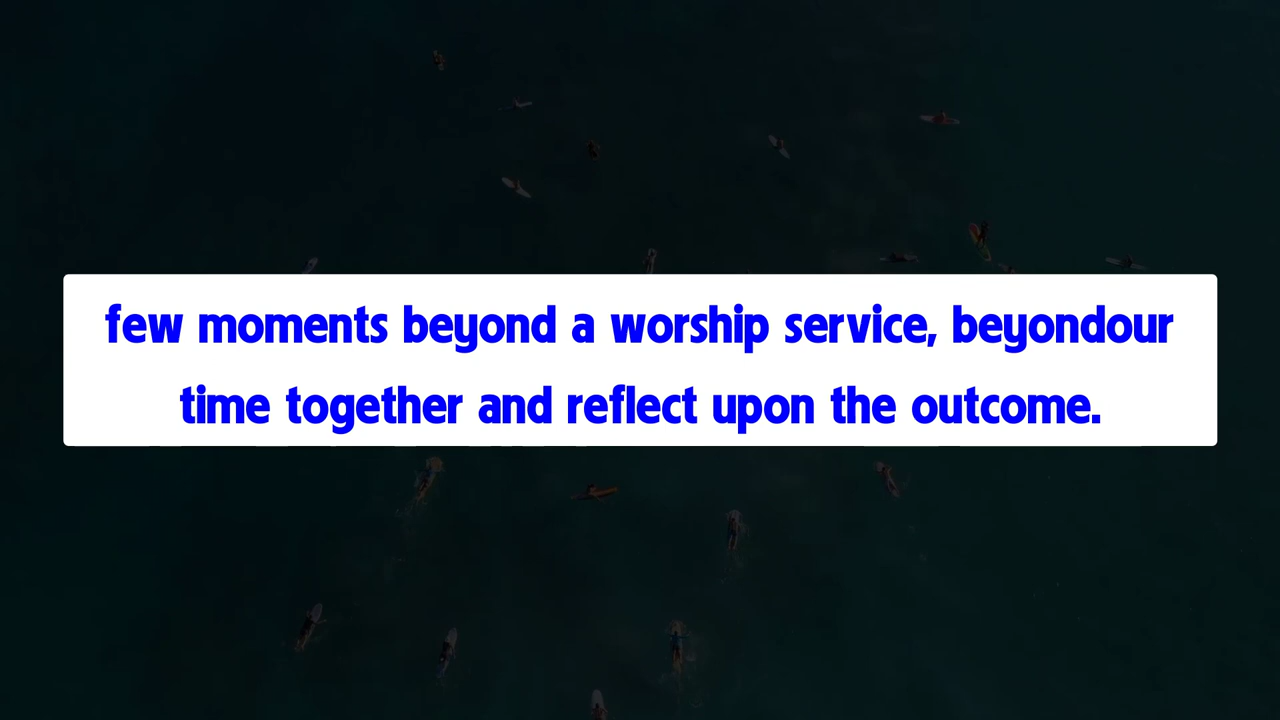 few moments beyond a worship service, beyondour
time together and reflect upon the outcome.